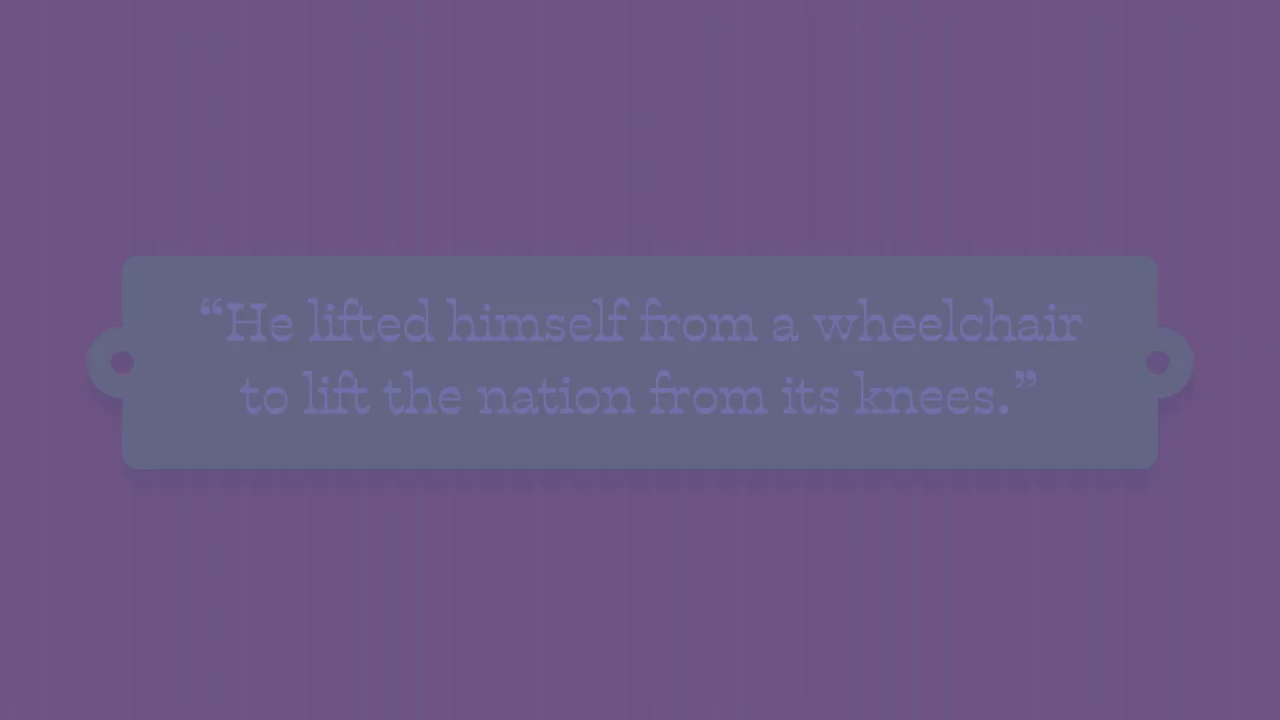 “He lifted himself from a wheelchair
to lift the nation from its knees.”